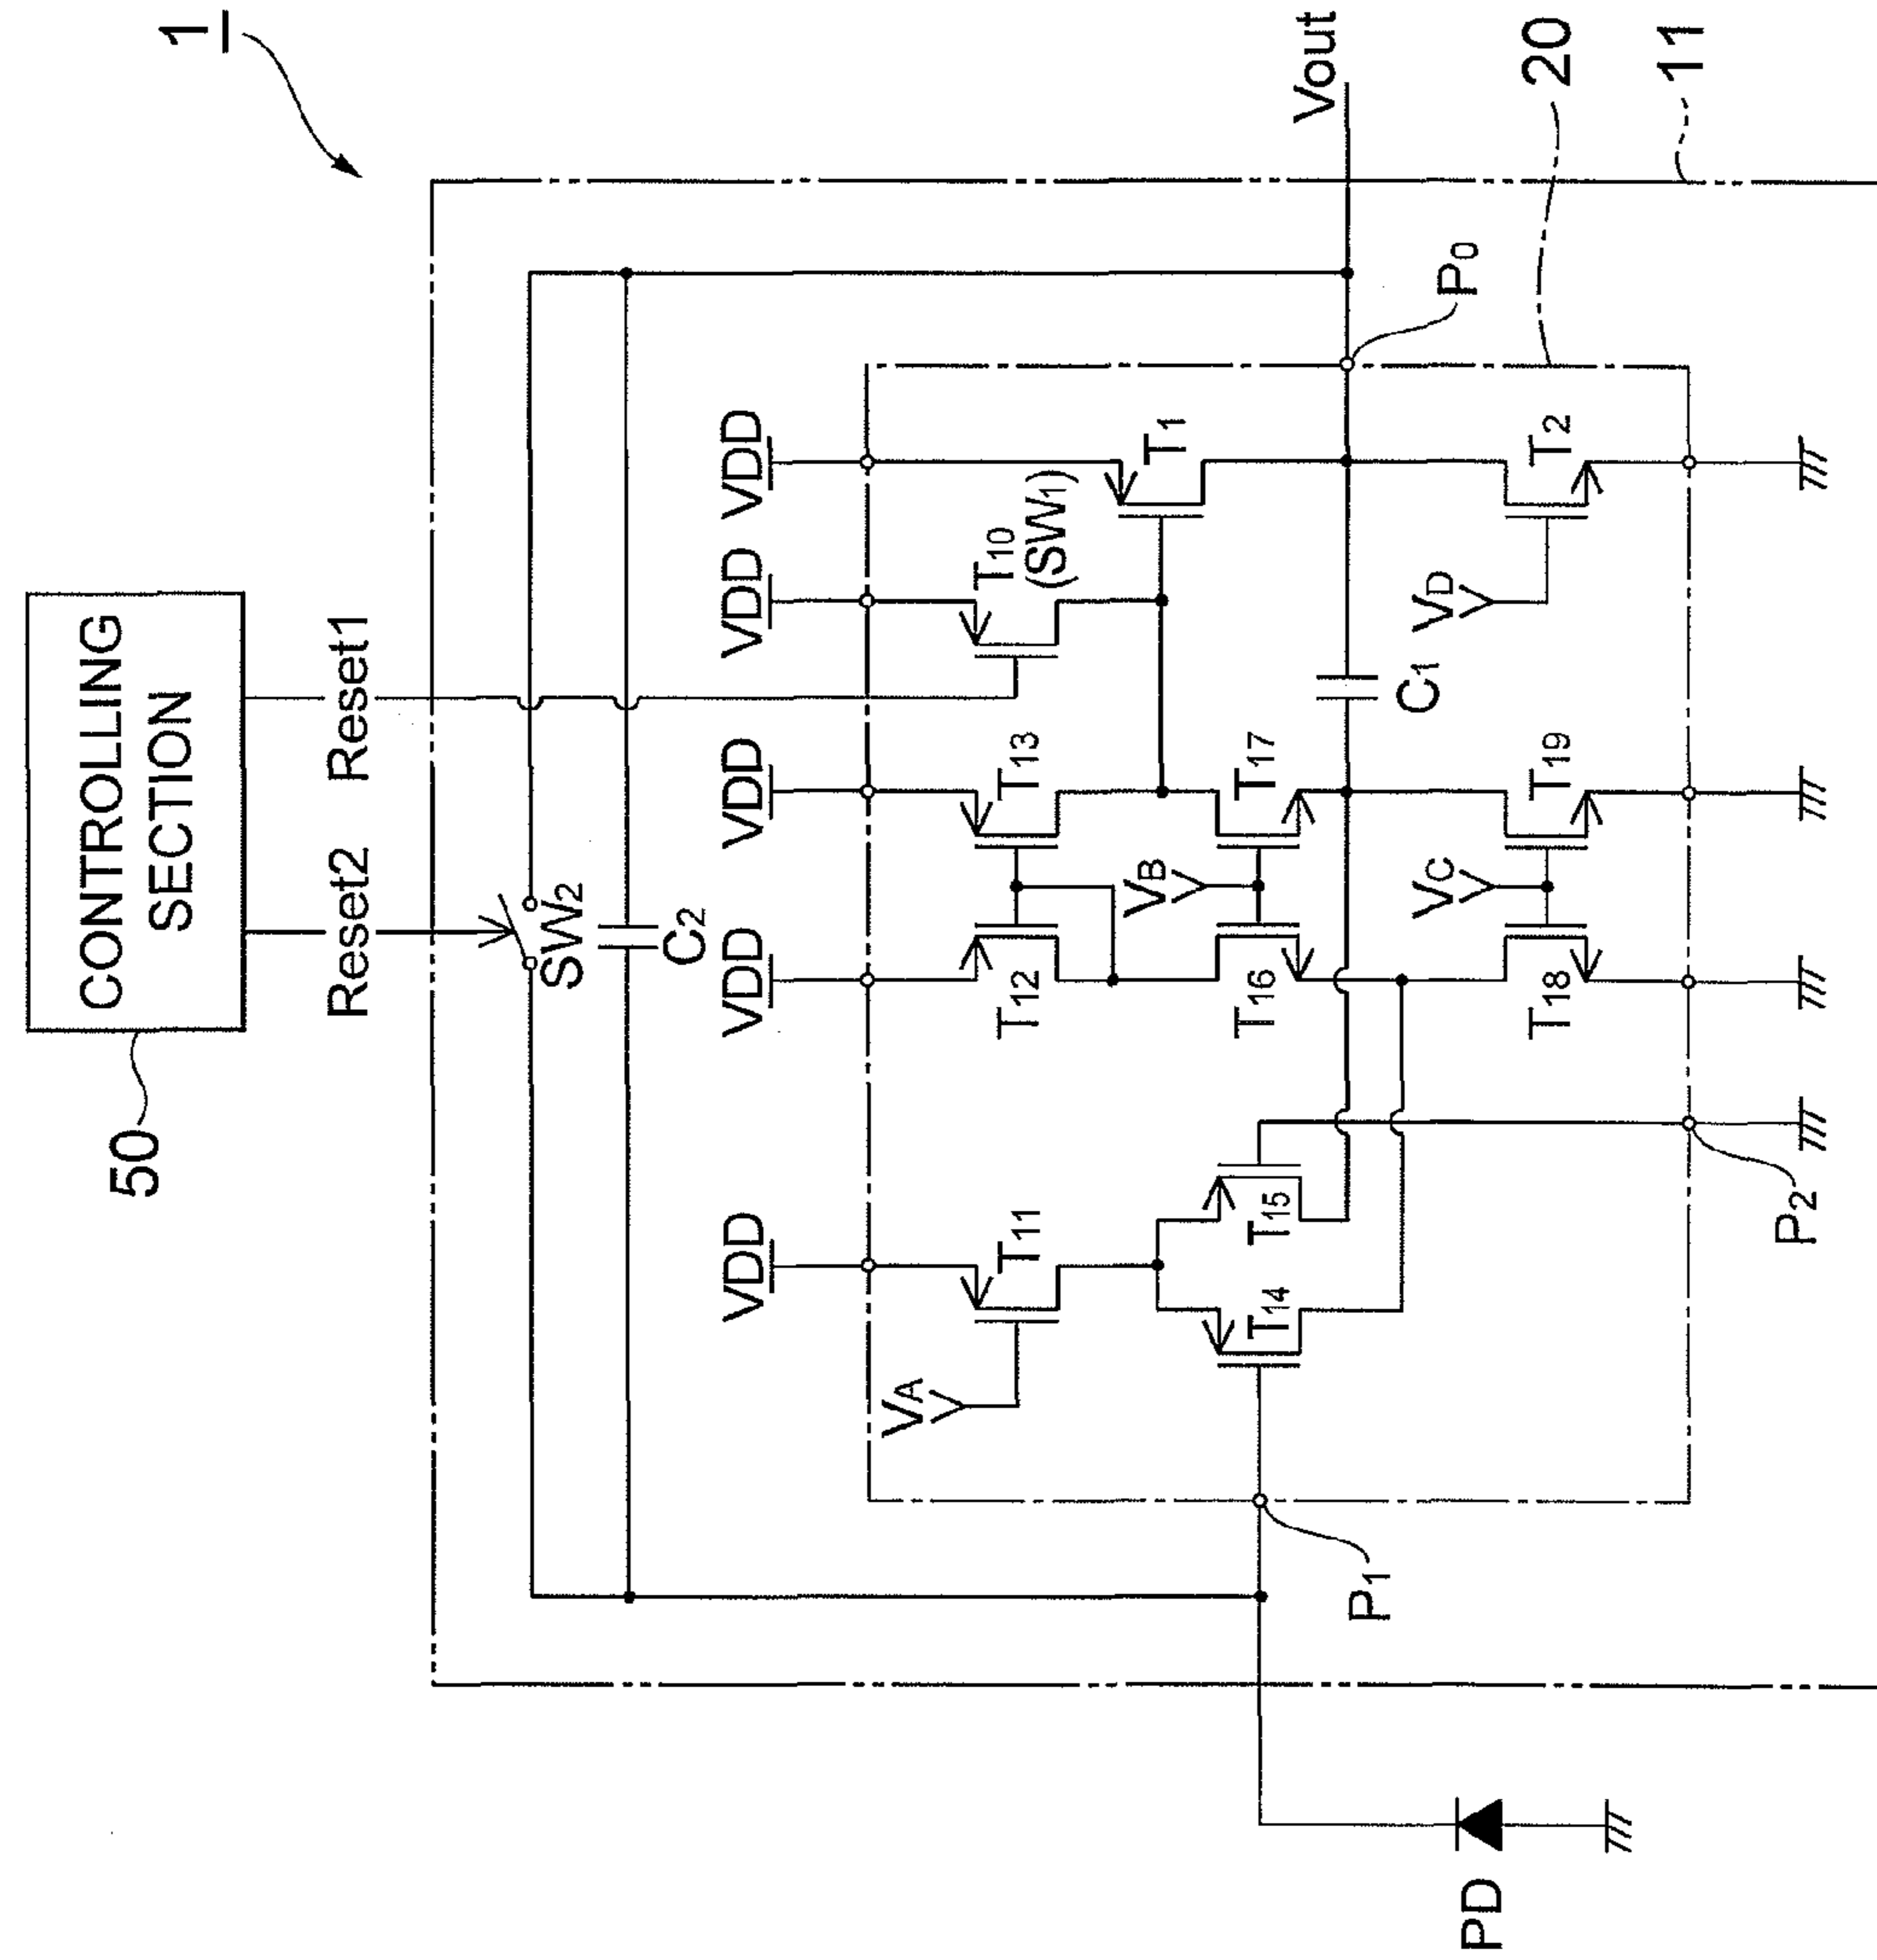 1
CONTROLLING
SECTION
50
Reset2
Reset1
SW2
C2
VDD
VDD
VDD
VDD
VDD
VA
T11
T12
T13
T10
(SW1)
T1
T14
T15
VB
T16
T17
C1
P0
Vout
VC
T18
T19
VD
T2
20
11
P1
P2
PD